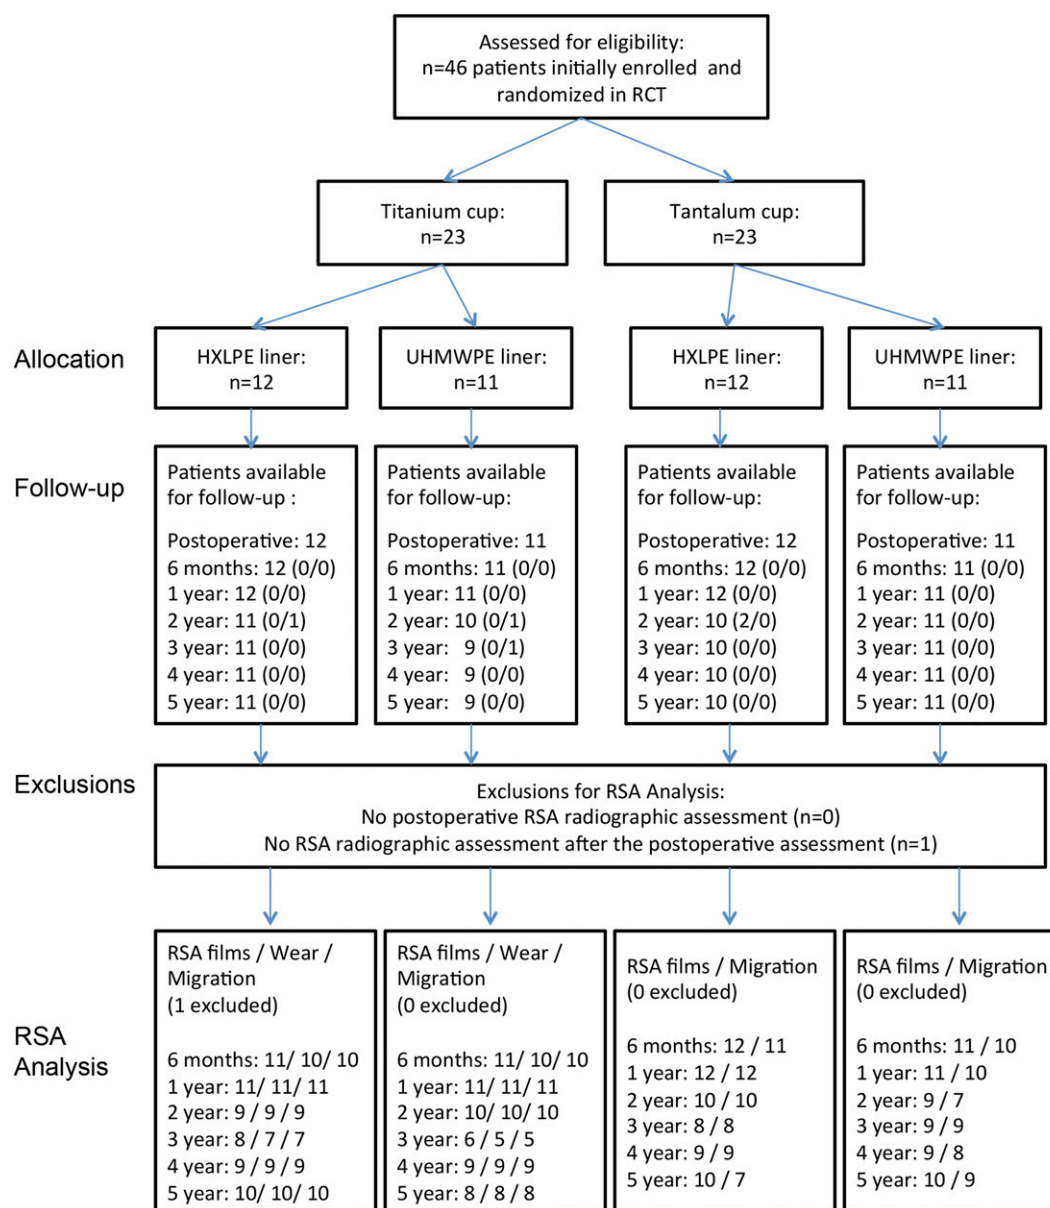 Assessed for eligibility:
n=46 patients initially enrolled and
randomized in RCT
Titanium cup:
n=23
Tantalum cup:
n=23
Allocation
HXLPE liner:
n=12
UHMWPE liner:
n=11
HXLPE liner:
n=12
UHMWPE liner:
n=11
Follow-up
Patients available
for follow-up :
Postoperative: 12
6 months: 12 (0/0)
1 year: 12 (0/0)
2 year: 11 (0/1)
3 year: 11 (0/0)
4 year: 11 (0/0)
5 year: 11 (0/0)
Patients available
for follow-up:
Postoperative: 11
6 months: 11 (0/0)
1 year: 11 (0/0)
2 year: 10 (0/1)
3 year: 9 (0/1)
4 year: 9 (0/0)
5 year: 9 (0/0)
Patients available
for follow-up:
Postoperative: 12
6 months: 12 (0/0)
1 year: 12 (0/0)
2 year: 10 (2/0)
3 year: 10 (0/0)
4 year: 10 (0/0)
5 year: 10 (0/0)
Patients available
for follow-up:
Postoperative: 11
6 months: 11 (0/0)
1 year: 11 (0/0)
2 year: 11 (0/0)
3 year: 11 (0/0)
4 year: 11 (0/0)
5 year: 11 (0/0)
Exclusions
Exclusions for RSA Analysis:
No postoperative RSA radiographic assessment (n=0)
No RSA radiographic assessment after the postoperative assessment (n=1)
RSA
Analysis
RSA films / Wear /
Migration
(1 excluded)
6 months: 11/ 10/ 10
1 year: 11/ 11/ 11
2 year: 9 / 9 / 9
3 year: 8 / 7 / 7
4 year: 9 / 9 / 9
5 year: 10/ 10/ 10
RSA films / Wear /
Migration
(0 excluded)
6 months: 11/ 10/ 10
1 year: 11/ 11/ 11
2 year: 10/ 10/ 10
3 year: 6 / 5 / 5
4 year: 9 / 9 / 9
5 year: 8 / 8 / 8
RSA films / Migration
(0 excluded)
6 months: 12 / 11
1 year: 12 / 12
2 year: 10 / 10
3 year: 8 / 8
4 year: 9 / 9
5 year: 10 / 7
RSA films / Migration
(0 excluded)
6 months: 11 / 10
1 year: 11 / 10
2 year: 9 / 7
3 year: 9 / 9
4 year: 9 / 8
5 year: 10 / 9